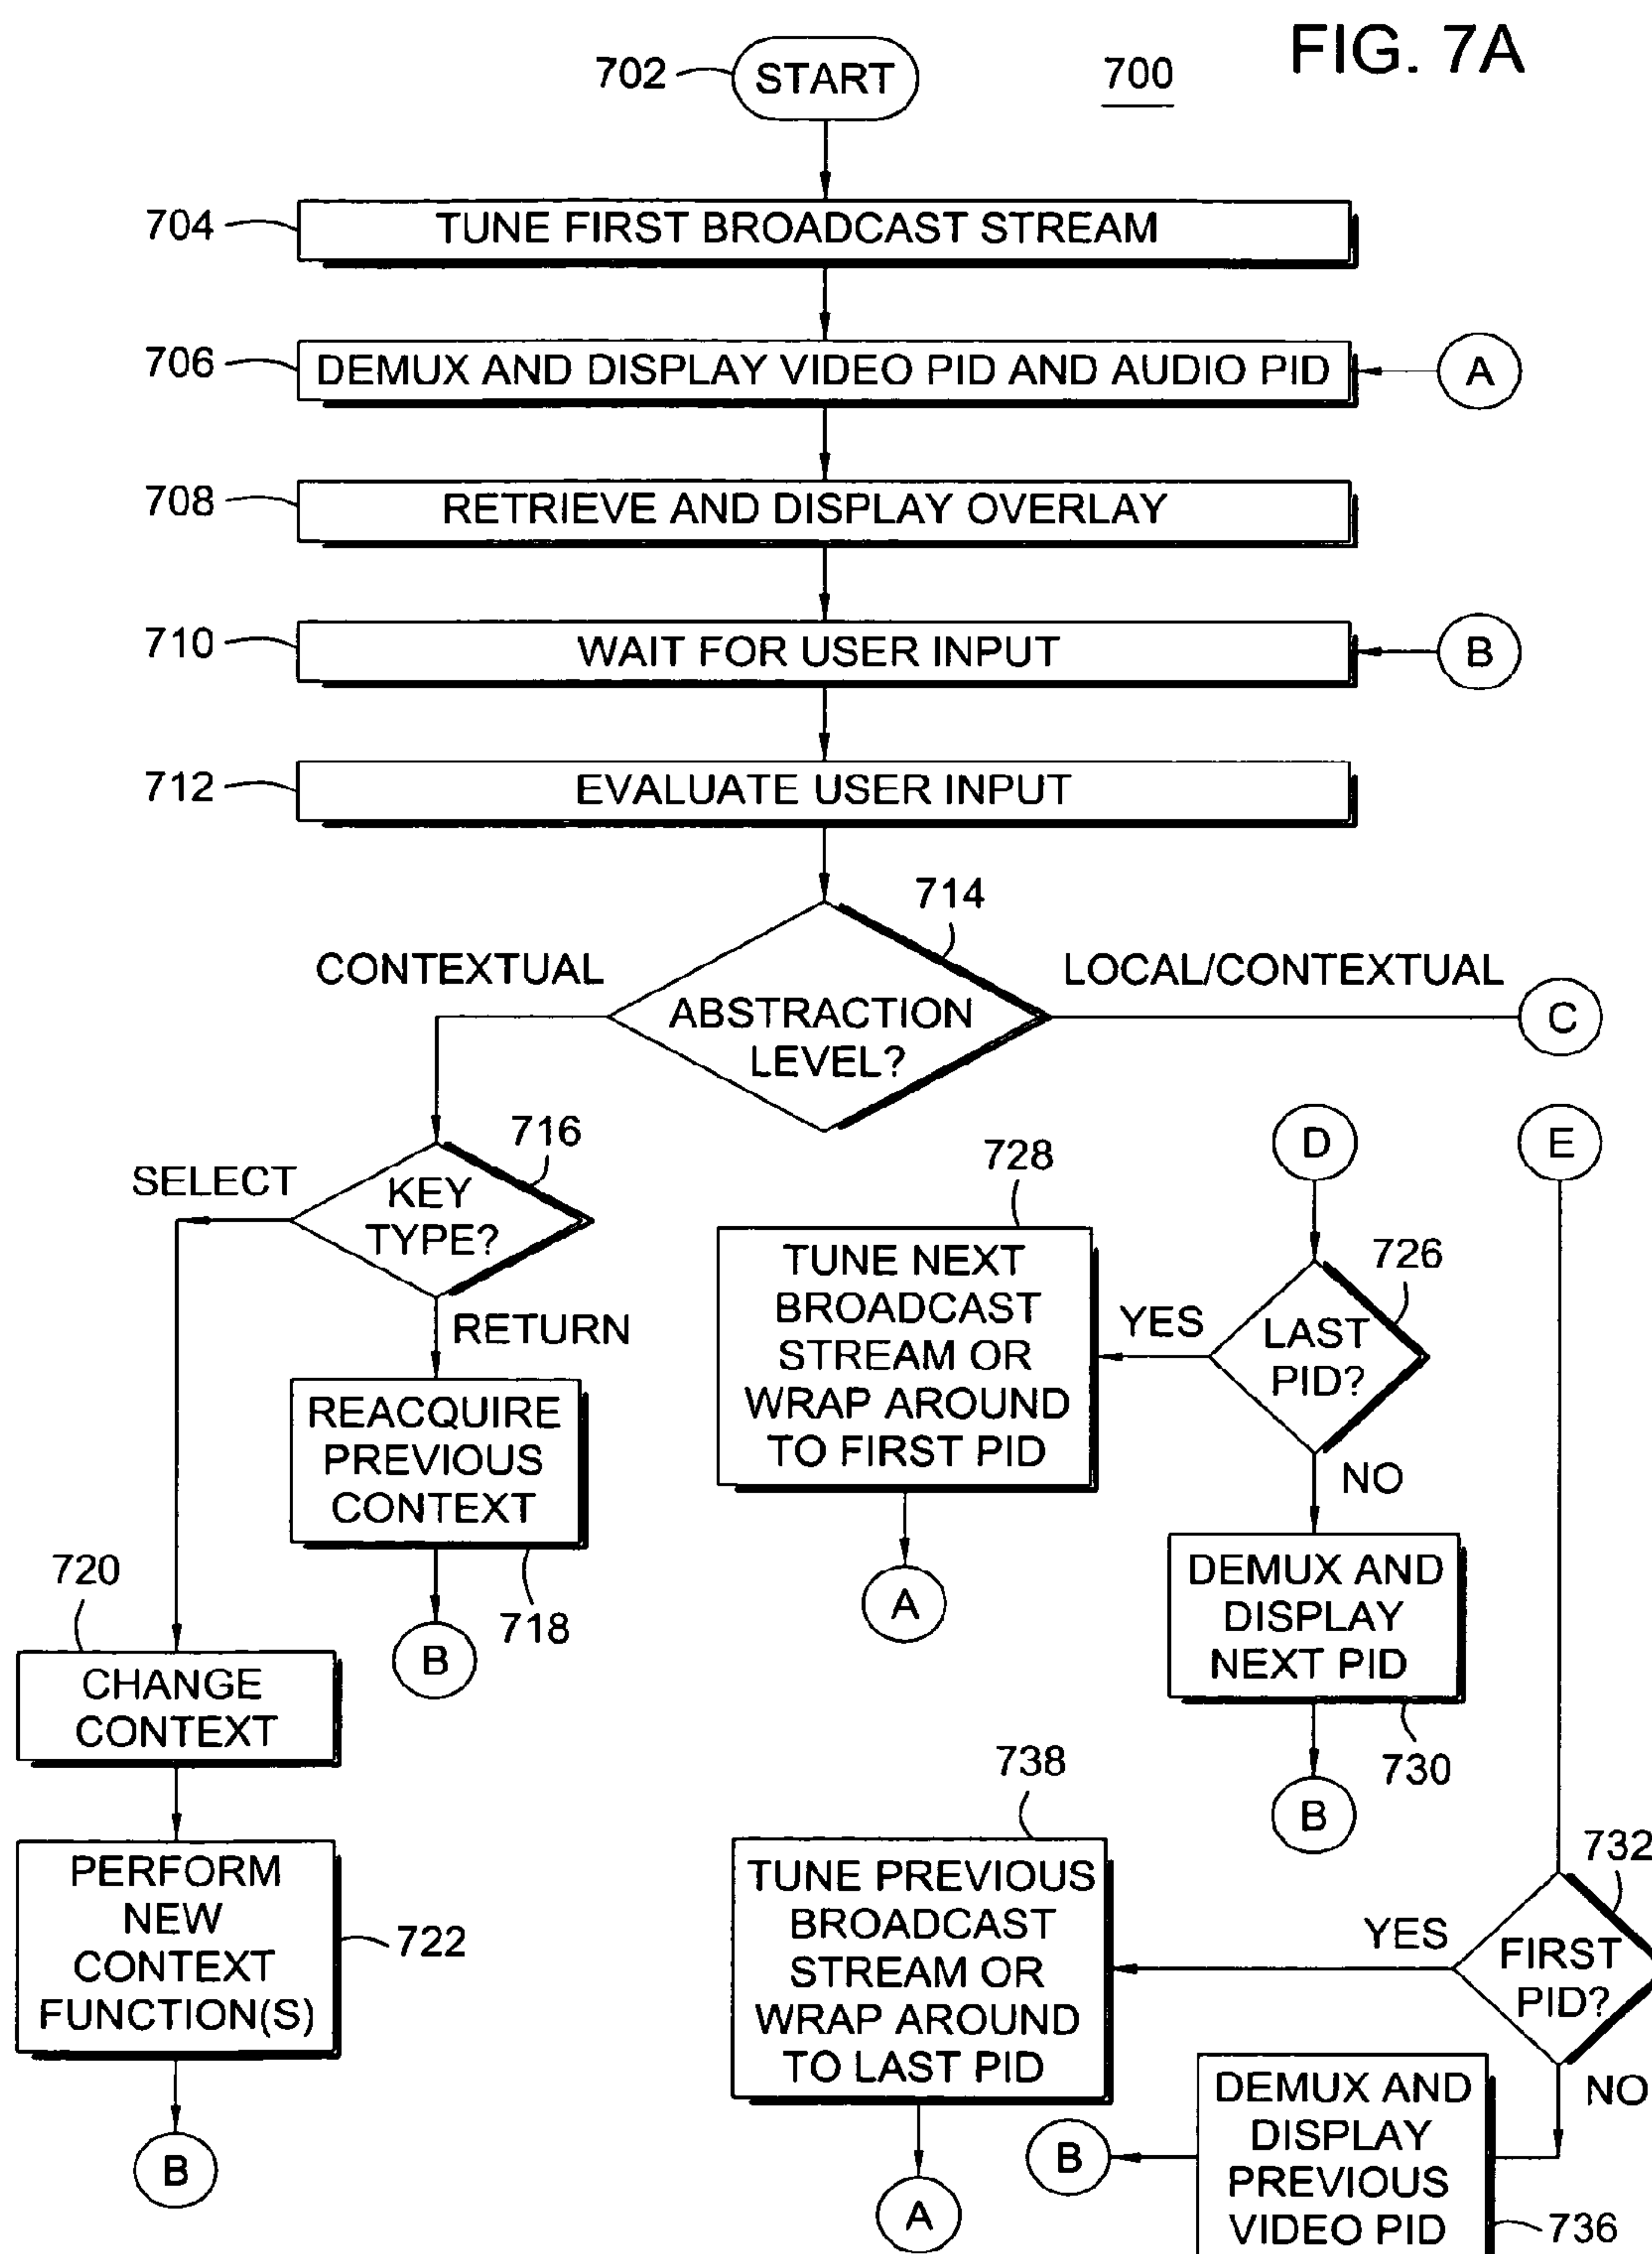 FIG. 7A
702
START
700
704
TUNE FIRST BROADCAST STREAM
706
DEMUX AND DISPLAY VIDEO PID AND AUDIO PID
A
708
RETRIEVE AND DISPLAY OVERLAY
710
WAIT FOR USER INPUT
B
712
EVALUATE USER INPUT
714
CONTEXTUAL
LOCAL/CONTEXTUAL
ABSTRACTION
LEVEL?
C
716
SELECT
KEY
TYPE?
RETURN
REACQUIRE
PREVIOUS
CONTEXT
718
B
720
CHANGE
CONTEXT
PERFORM
NEW
CONTEXT
FUNCTION(S)
722
B
D
E
728
TUNE NEXT
BROADCAST
STREAM OR
WRAP AROUND
TO FIRST PID
YES
726
LAST
PID?
NO
A
DEMUX AND
DISPLAY
NEXT PID
730
B
738
TUNE PREVIOUS
BROADCAST
STREAM OR
WRAP AROUND
TO LAST PID
YES
732
FIRST
PID?
NO
A
B
DEMUX AND
DISPLAY
PREVIOUS
VIDEO PID
736